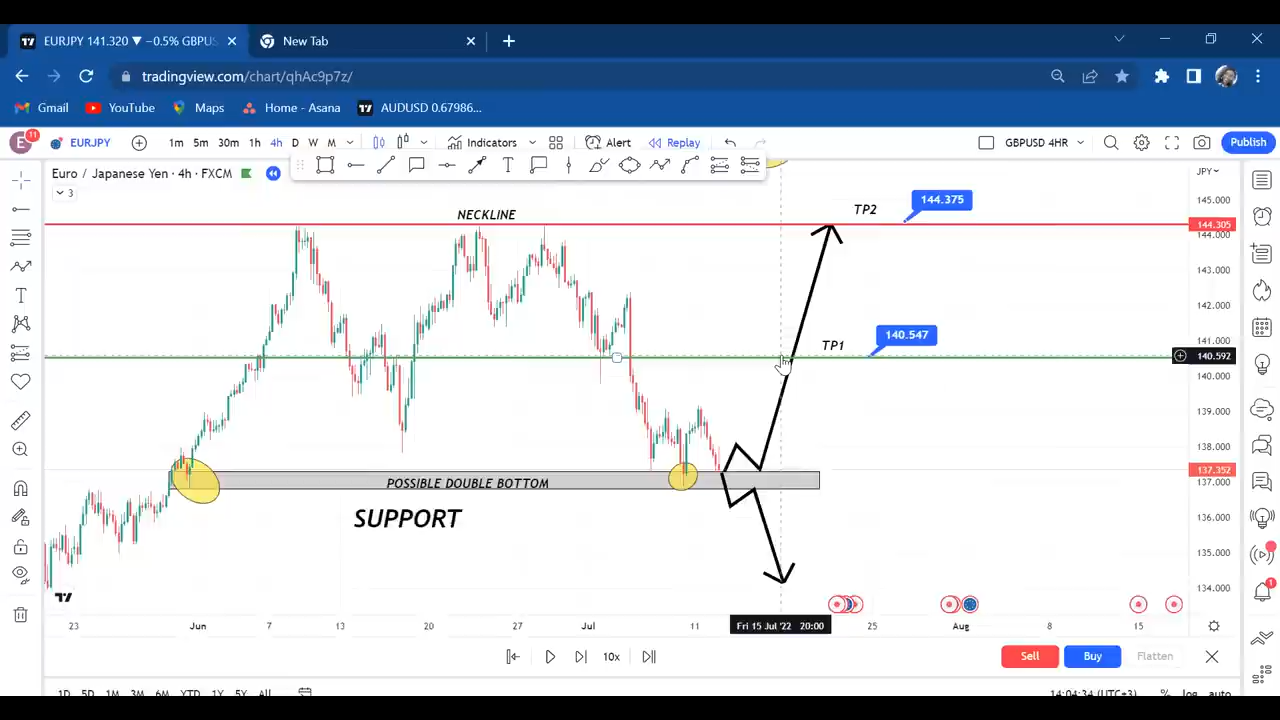 EURJPY 141.320 ▼ −0.5% GBPUS
New Tab
tradingview.com/chart/qhAc9p7z/
Gmail YouTube Maps Home - Asana AUDUSD 0.67986...
E 11 EURJPY 1m 5m 30m 1h 4h D W M Indicators Alert Replay GBPUSD 4HR Publish
Euro / Japanese Yen · 4h · FXCM
3
JPY
145.000
NECKLINE
TP2
144.375
144.305
144.000
143.000
142.000
141.000
TP1
140.547
140.592
140.000
139.000
138.000
137.352
137.000
POSSIBLE DOUBLE BOTTOM
SUPPORT
136.000
135.000
134.000
23 Jun 7 13 20 27 Jul 11 Fri 15 Jul '22 20:00 25 Aug 8 15
10x
Sell Buy Flatten
1D 5D 1M 3M 6M YTD 1Y 5Y All
14:04:34 (UTC+3) % log auto